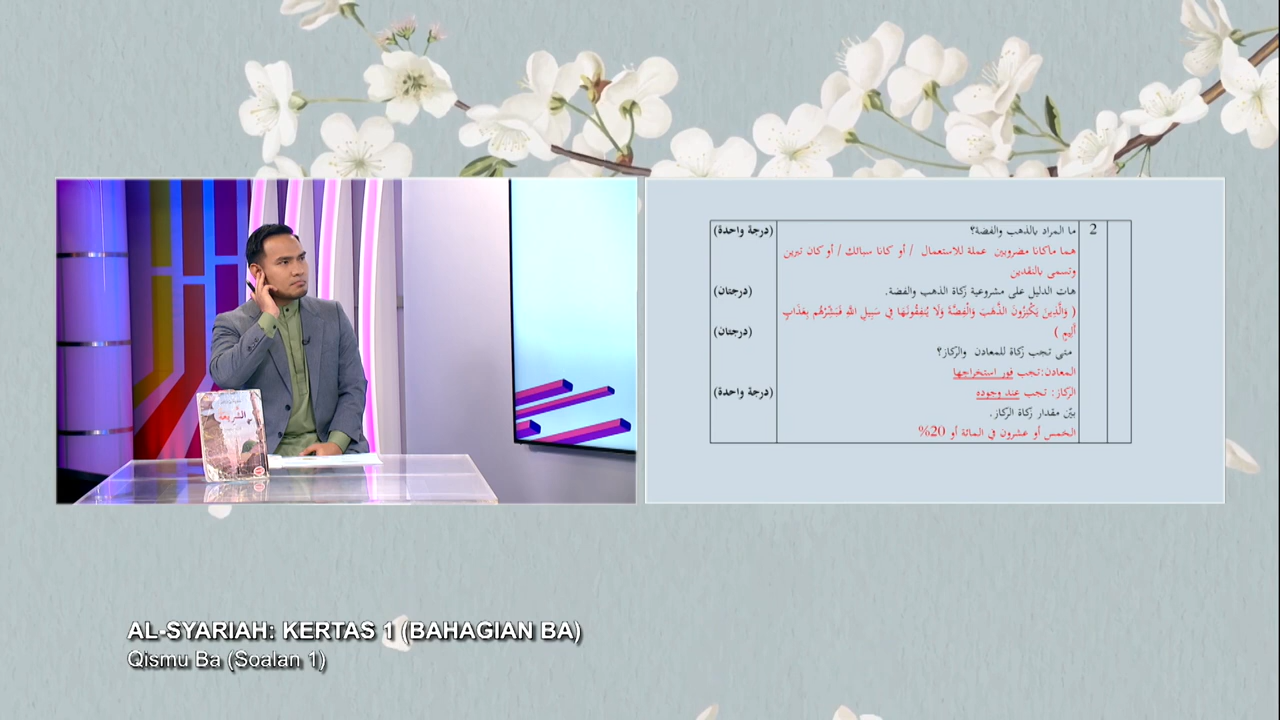 الشريعة
2
ما المراد بالذهب والفضة؟ (درجة واحدة)
هما ماكانا مضروبين عملة للاستعمال / أو كانا سبائك / أو كان تبرين
وتسمى بالنقدين
هات الدليل على مشروعية زكاة الذهب والفضة. (درجتان)
( وَالَّذِينَ يَكْنِزُونَ الذَّهَبَ وَالْفِضَّةَ وَلَا يُنفِقُونَهَا فِي سَبِيلِ اللَّهِ فَبَشِّرْهُم بِعَذَابٍ
أَلِيمٍ ) (درجتان)
متى تجب زكاة للمعادن والركاز؟
المعادن:تجب فور استخراجها
الركاز: تجب عند وجوده (درجة واحدة)
بيّن مقدار زكاة الركاز.
الخمس أو عشرون في المائة أو 20%
AL-SYARIAH: KERTAS 1 (BAHAGIAN BA)
Qismu Ba (Soalan 1)